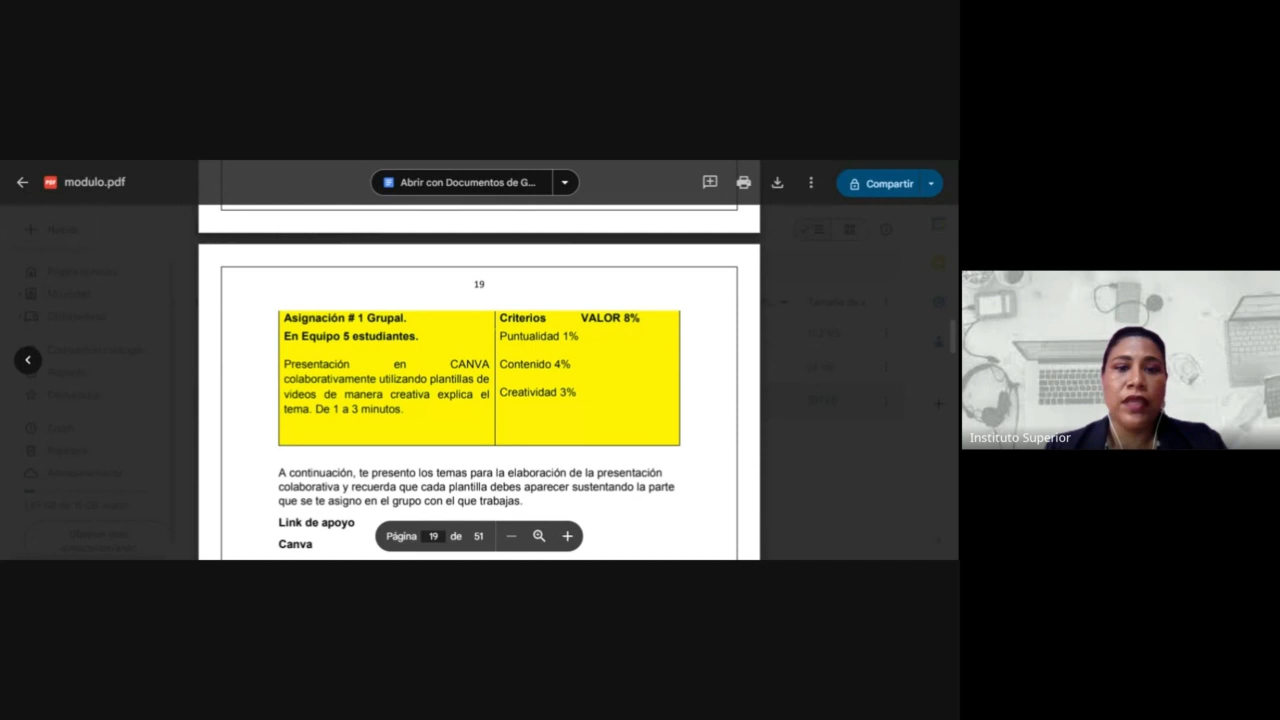 modulo.pdf
Abrir con Documentos de G...
Compartir
19
Asignación # 1 Grupal.
Criterios VALOR 8%
En Equipo 5 estudiantes.
Puntualidad 1%
Presentación en CANVA
Contenido 4%
colaborativamente utilizando plantillas de
videos de manera creativa explica el
Creatividad 3%
tema. De 1 a 3 minutos.
A continuación, te presento los temas para la elaboración de la presentación
colaborativa y recuerda que cada plantilla debes aparecer sustentando la parte
que se te asigno en el grupo con el que trabajas.
Link de apoyo
Página 19 de 51
Canva
Instituto Superior